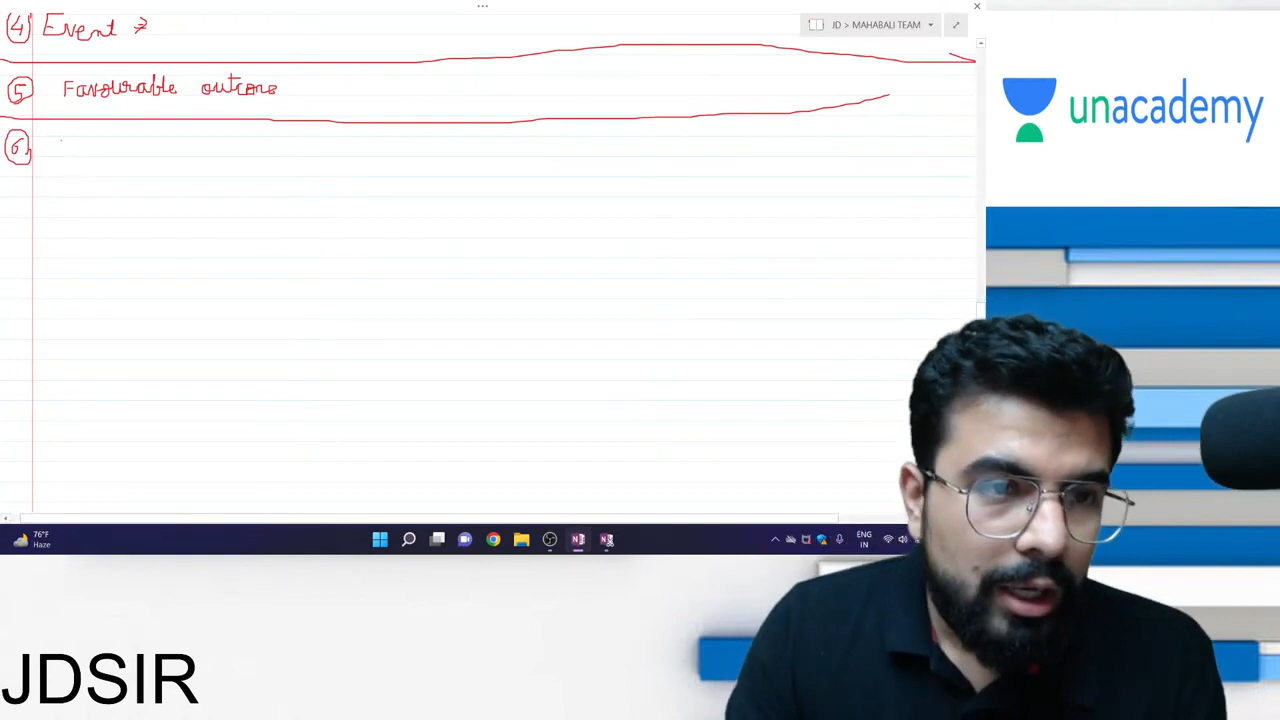 (4) Event →
JD > MAHABALI TEAM
(5) Favourable outcome
(6)
unacademy
76°F
Haze
ENG
IN
JDSIR